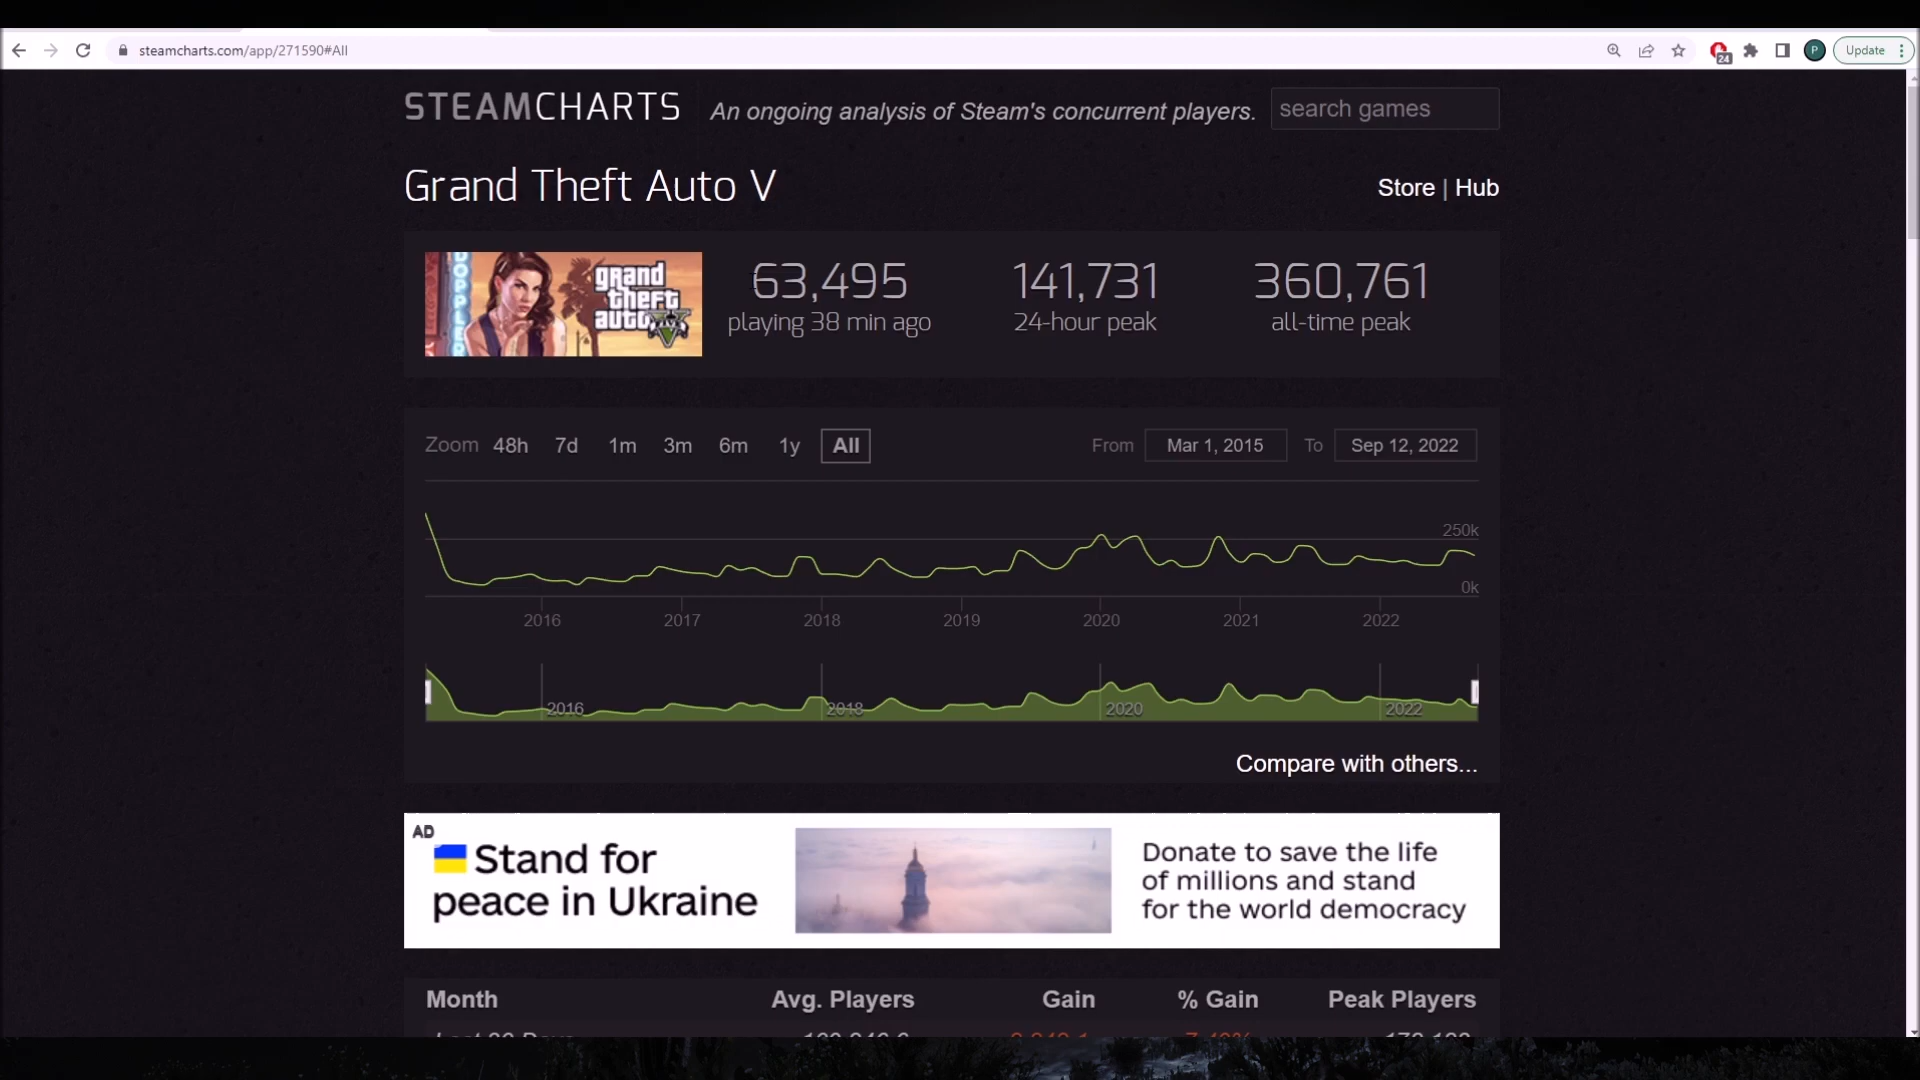 steamcharts.com/app/271590#All
24
P
Update
STEAMCHARTS
An ongoing analysis of Steam's concurrent players.
search games
Grand Theft Auto V
Store | Hub
DOPPLER
grand
theft
auto
V
63,495
playing 38 min ago
141,731
24-hour peak
360,761
all-time peak
Zoom 48h 7d 1m 3m 6m 1y All
From Mar 1, 2015 To Sep 12, 2022
250k
0k
2016 2017 2018 2019 2020 2021 2022
2016 2018 2020 2022
Compare with others...
AD
Stand for
peace in Ukraine
Donate to save the life
of millions and stand
for the world democracy
Month Avg. Players Gain % Gain Peak Players
Last 30 Days